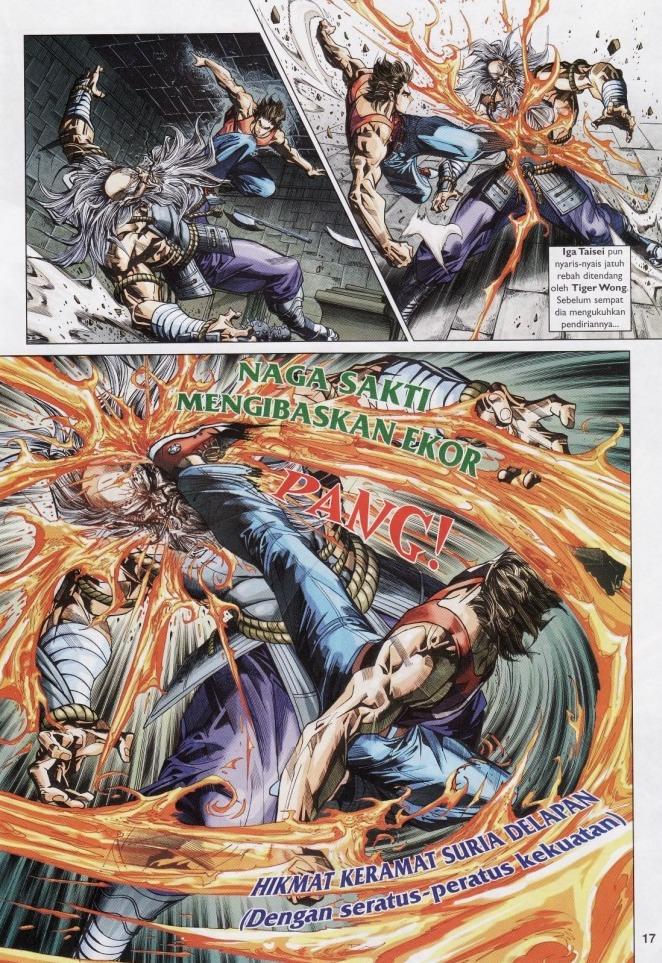 Iga Taisei pun
nyaris-nyais jatuh
rebah ditendang
oleh Tiger Wong.
Sebelum sempat
dia mengukuhkan
pendiriannya...
NAGA SAKTI
MENGIBASKAN EKOR
PANG!
HIKMAT KERAMAT SURIA DELAPAN
(Dengan seratus-peratus kekuatan)
17